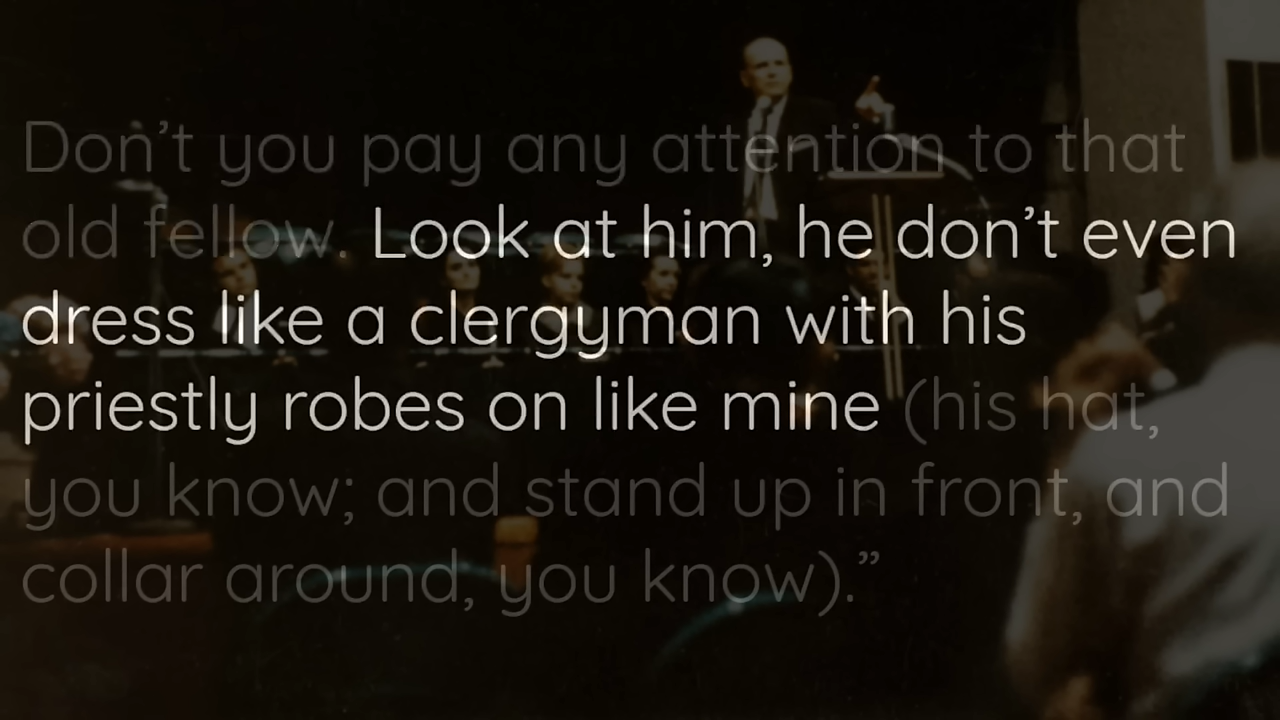 Don’t you pay any attention to that
old fellow. Look at him, he don’t even
dress like a clergyman with his
priestly robes on like mine (his hat,
you know; and stand up in front, and
collar around, you know).”